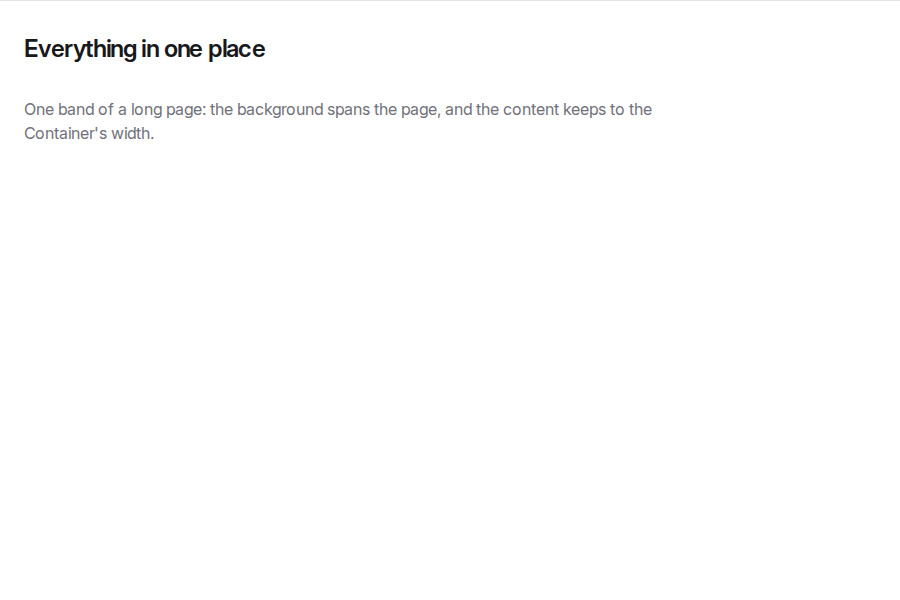 Everything in one place
One band of a long page: the background spans the page, and the content keeps to the
Container's width.